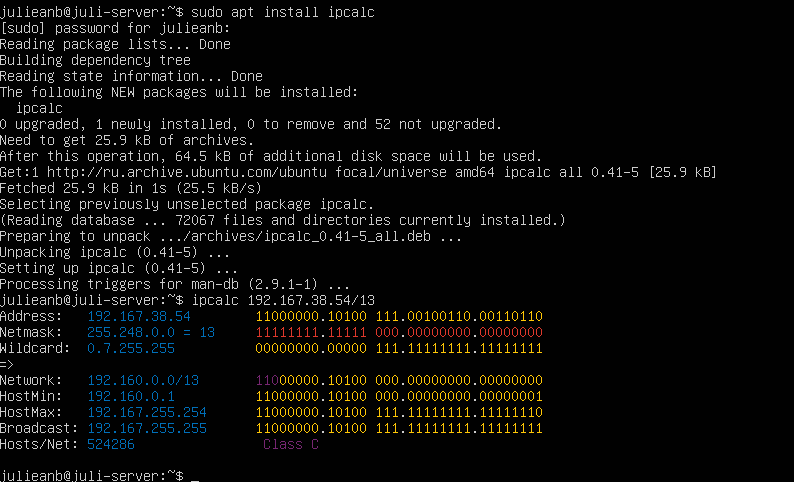 julieanb@juli-server:~$ sudo apt install ipcalc
[sudo] password for julieanb:
Reading package lists... Done
Building dependency tree
Reading state information... Done
The following NEW packages will be installed:
  ipcalc
0 upgraded, 1 newly installed, 0 to remove and 52 not upgraded.
Need to get 25.9 kB of archives.
After this operation, 64.5 kB of additional disk space will be used.
Get:1 http://ru.archive.ubuntu.com/ubuntu focal/universe amd64 ipcalc all 0.41-5 [25.9 kB]
Fetched 25.9 kB in 1s (25.5 kB/s)
Selecting previously unselected package ipcalc.
(Reading database ... 72067 files and directories currently installed.)
Preparing to unpack .../archives/ipcalc_0.41-5_all.deb ...
Unpacking ipcalc (0.41-5) ...
Setting up ipcalc (0.41-5) ...
Processing triggers for man-db (2.9.1-1) ...
julieanb@juli-server:~$ ipcalc 192.167.38.54/13
Address:   192.167.38.54        11000000.10100 111.00100110.00110110
Netmask:   255.248.0.0 = 13     11111111.11111 000.00000000.00000000
Wildcard:  0.7.255.255          00000000.00000 111.11111111.11111111
=>
Network:   192.160.0.0/13       11000000.10100 000.00000000.00000000
HostMin:   192.160.0.1          11000000.10100 000.00000000.00000001
HostMax:   192.167.255.254      11000000.10100 111.11111111.11111110
Broadcast: 192.167.255.255      11000000.10100 111.11111111.11111111
Hosts/Net: 524286                Class C
julieanb@juli-server:~$ _